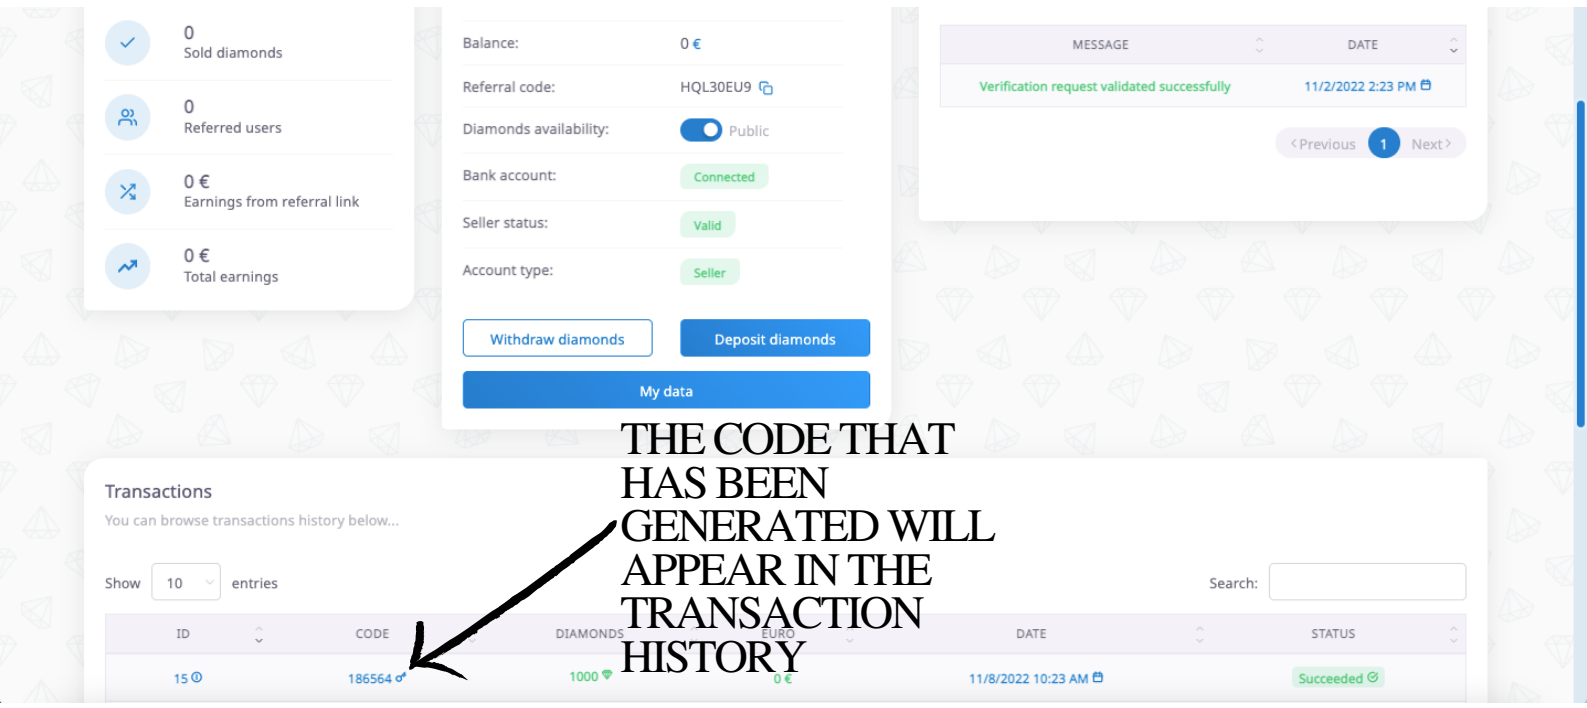 0
Sold diamonds
0
Referred users
0 €
Earnings from referral link
0 €
Total earnings
Balance: 0 €
Referral code: HQL30EU9
Diamonds availability: Public
Bank account: Connected
Seller status: Valid
Account type: Seller
Withdraw diamonds Deposit diamonds
My data
MESSAGE DATE
Verification request validated successfully 11/2/2022 2:23 PM
<Previous 1 Next>
THE CODE THAT
HAS BEEN
GENERATED WILL
APPEAR IN THE
TRANSACTION
HISTORY
Transactions
You can browse transactions history below...
Show 10 entries
Search:
ID CODE DIAMONDS EURO DATE STATUS
15 186564 1000 0 € 11/8/2022 10:23 AM Succeeded